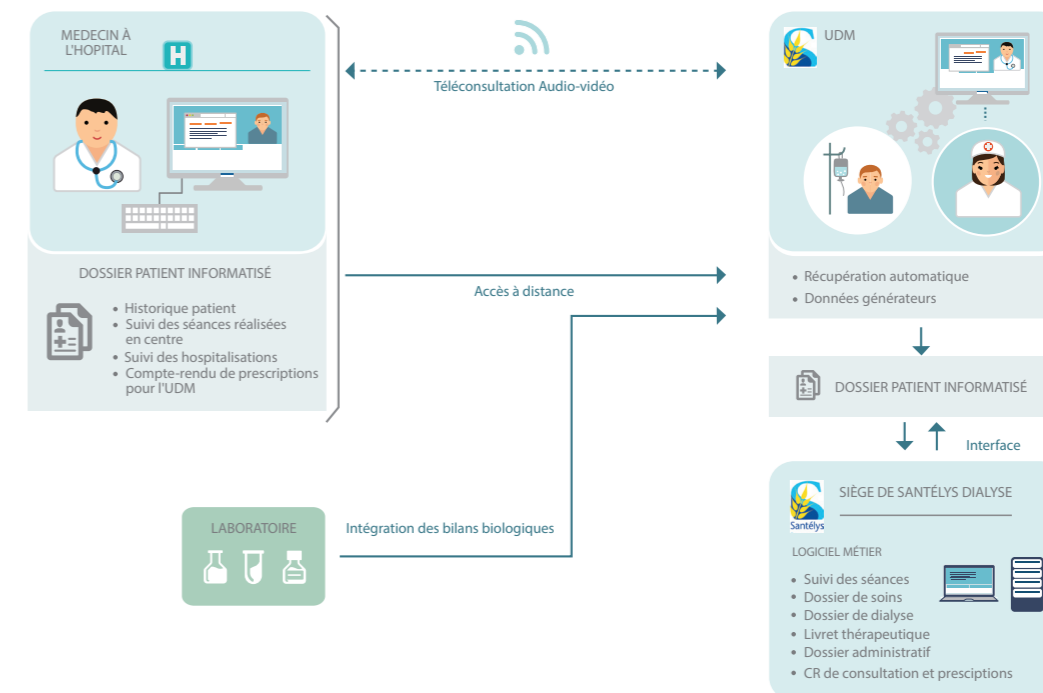 MEDECIN À
L'HOPITAL
H
DOSSIER PATIENT INFORMATISÉ
• Historique patient
• Suivi des séances réalisées
en centre
• Suivi des hospitalisations
• Compte-rendu de prescriptions
pour l'UDM
Téléconsultation Audio-vidéo
Accès à distance
LABORATOIRE
Intégration des bilans biologiques
UDM
• Récupération automatique
• Données générateurs
DOSSIER PATIENT INFORMATISÉ
Interface
Santélys
SIÈGE DE SANTÉLYS DIALYSE
LOGICIEL MÉTIER
• Suivi des séances
• Dossier de soins
• Dossier de dialyse
• Livret thérapeutique
• Dossier administratif
• CR de consultation et presciptions